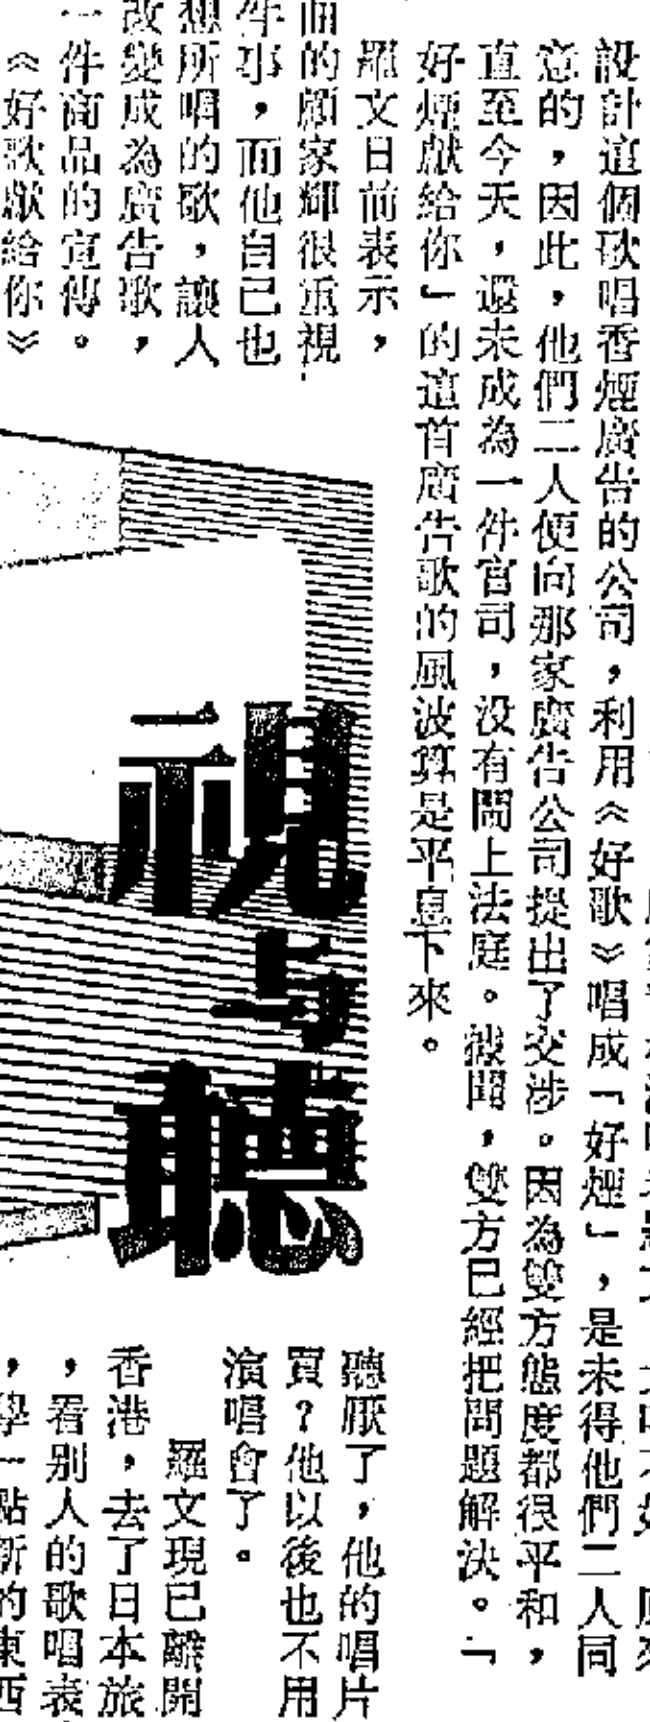 設計這個歌唱香煙廣告的公司，利用《好歌》唱成「好煙」，是未得他們二人同
意的，因此，他們二人便向那家廣告公司提出了交涉。因為雙方態度都很平和，
直至今天，還未成為一件官司，没有鬧上法庭。據聞，雙方已經把問題解決。「
好煙獻給你」的這首廣告歌的風波算是平息下來。
羅文日前表示，
面的顧家輝很重視
件事，而他自己也
想所唱的歌，讓人
改變成為廣告歌，
一件商品的宣傳。
《好歌獻給你》
視与聽
聽厭了，他的唱片
買？他以後也不用
演唱會了。
羅文現已離開
香港，去了日本旅
，看別人的歌唱表
，學一點新的東西